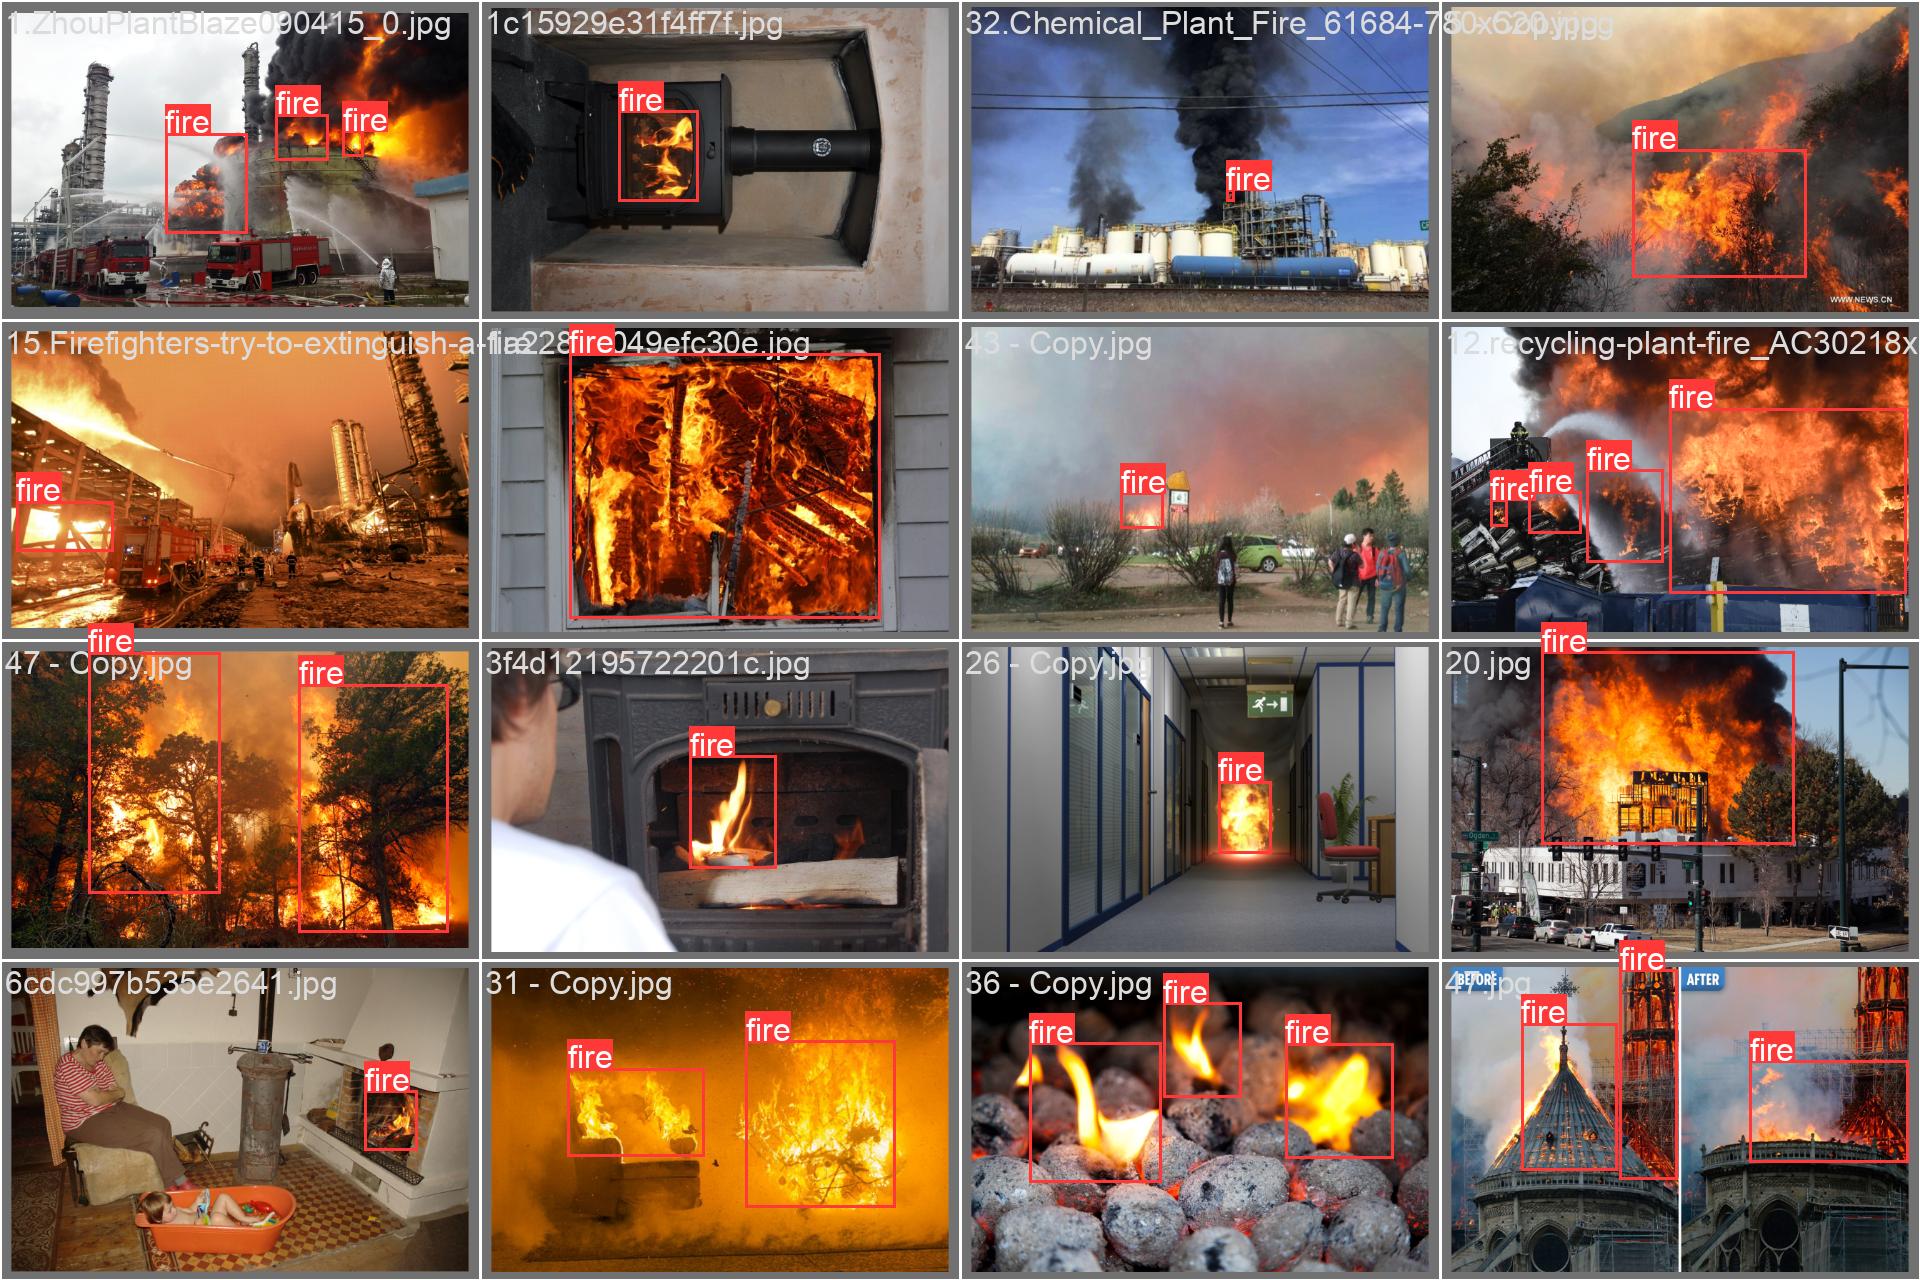 1.ZhouPlantBlaze090415_0.jpg
fire
fire
fire
1c15929e31f4ff7f.jpg
fire
32.Chemical_Plant_Fire_61684-780x620.jpg
fire
- Copy.jpg
fire
WWW.NEWS.CN
15.Firefighters-try-to-extinguish-a-fire
fire
049efc30e.jpg
fire
43 - Copy.jpg
fire
12.recycling-plant-fire_AC30218x
fire
fire
fire
fire
47 - Copy.jpg
fire
fire
3f4d12195722201c.jpg
fire
26 - Copy.jpg
fire
20.jpg
fire
Ogden
6cdc997b535e2641.jpg
fire
31 - Copy.jpg
fire
fire
36 - Copy.jpg
fire
fire
fire
47.jpg
BEFORE
AFTER
fire
fire
fire